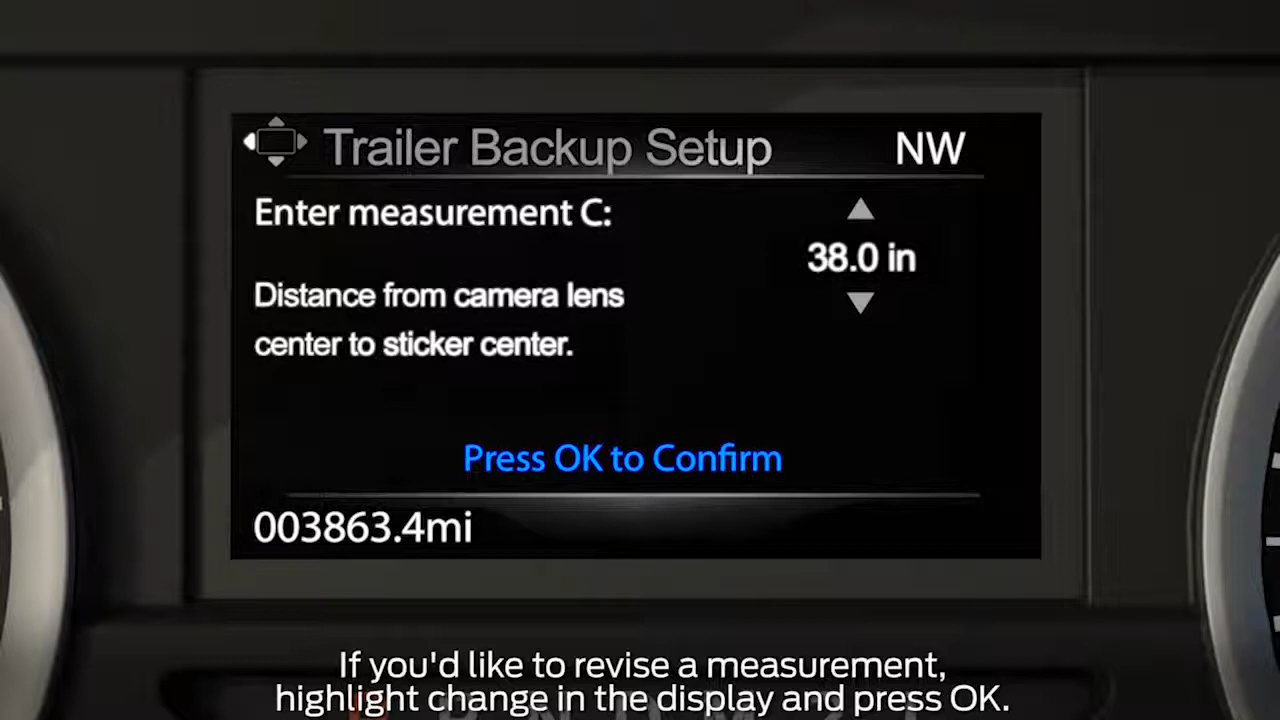 Trailer Backup Setup NW
Enter measurement C:
38.0 in
Distance from camera lens
center to sticker center.
Press OK to Confirm
003863.4mi
If you'd like to revise a measurement,
highlight change in the display and press OK.